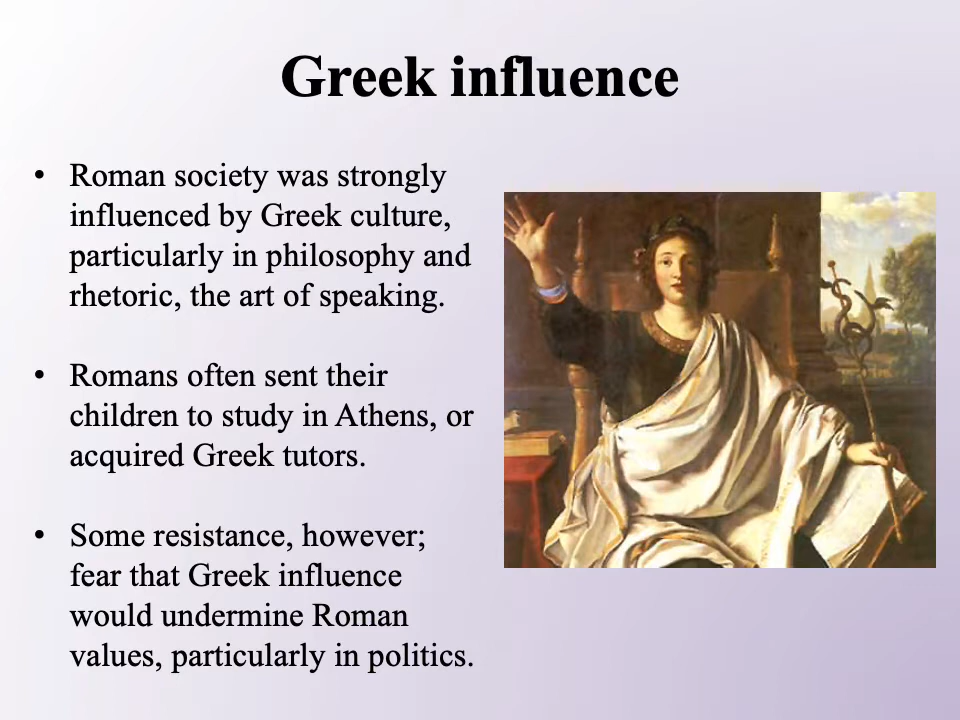 Greek influence
• Roman society was strongly
influenced by Greek culture,
particularly in philosophy and
rhetoric, the art of speaking.
• Romans often sent their
children to study in Athens, or
acquired Greek tutors.
• Some resistance, however;
fear that Greek influence
would undermine Roman
values, particularly in politics.